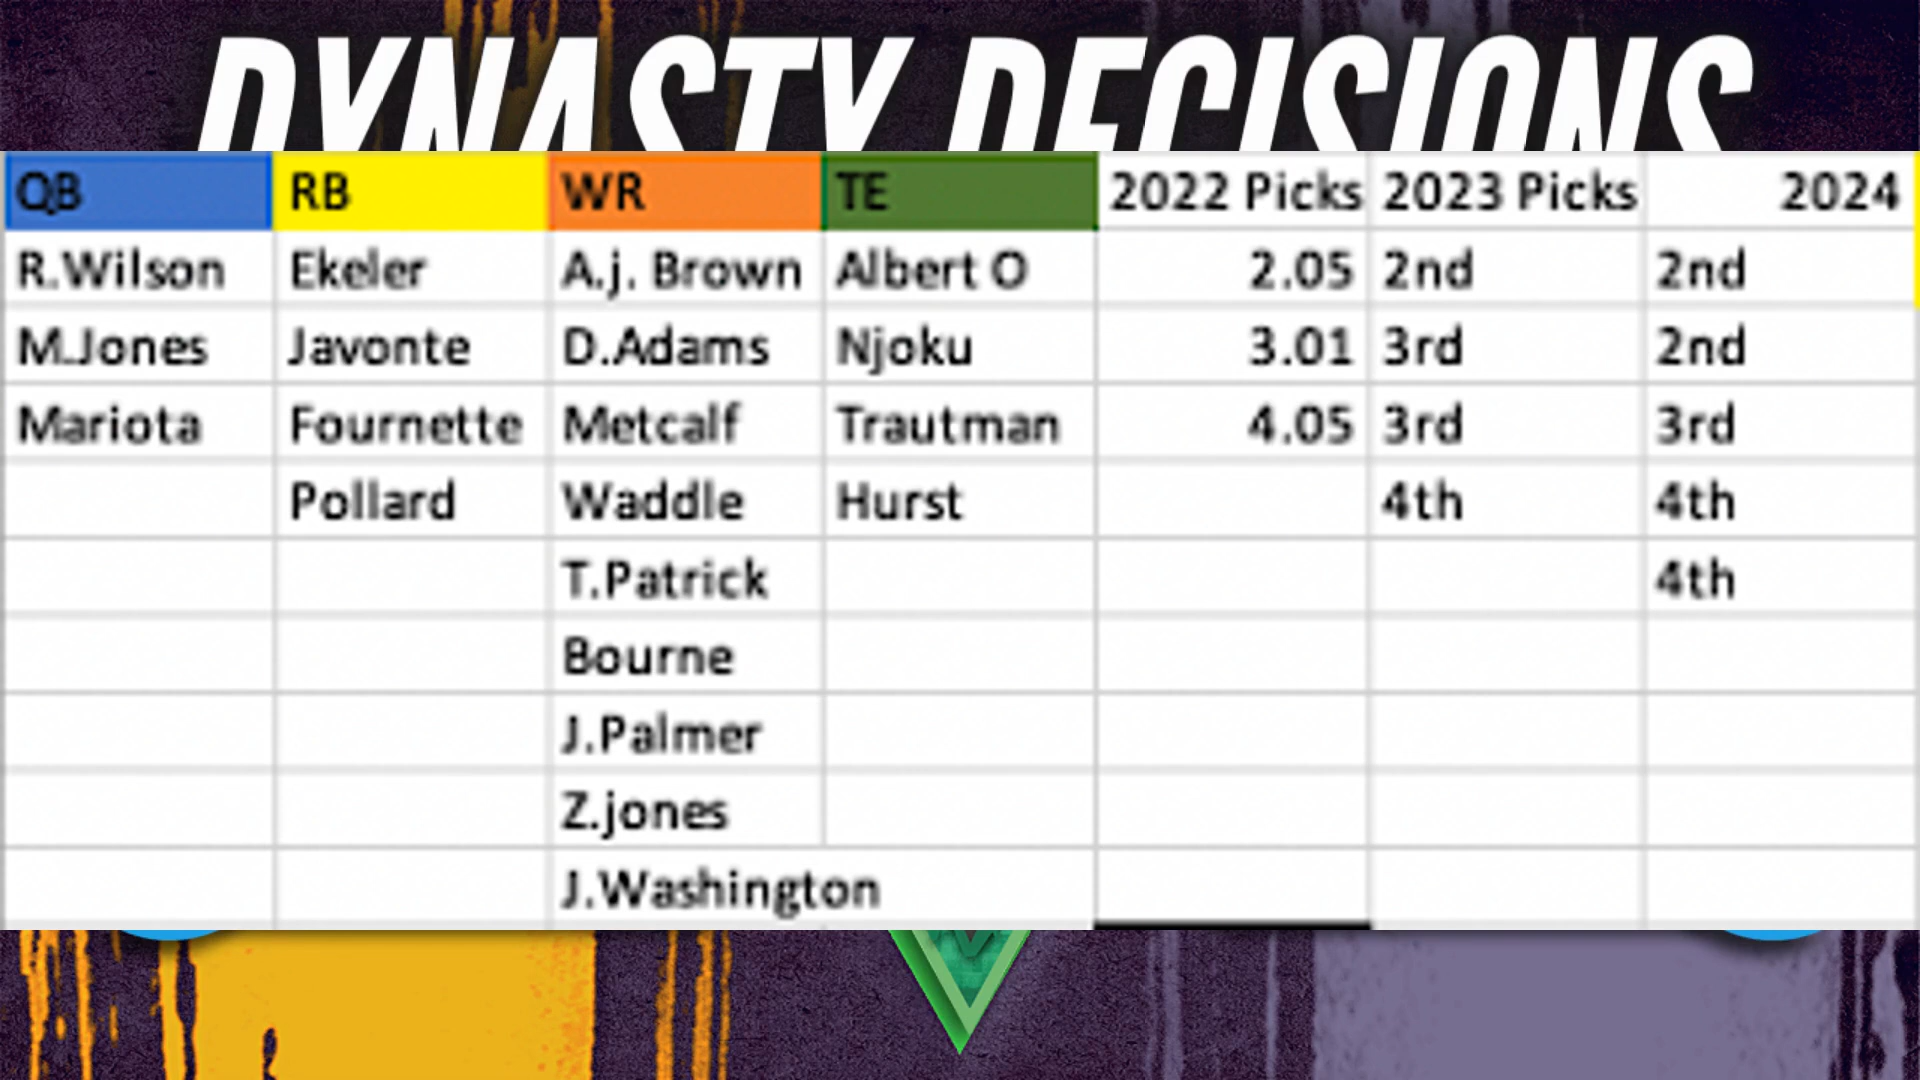 DYNASTY DECISIONS
QB RB WR TE 2022 Picks 2023 Picks 2024
R.Wilson Ekeler A.j. Brown Albert O 2.05 2nd 2nd
M.Jones Javonte D.Adams Njoku 3.01 3rd 2nd
Mariota Fournette Metcalf Trautman 4.05 3rd 3rd
Pollard Waddle Hurst 4th 4th
T.Patrick 4th
Bourne
J.Palmer
Z.jones
J.Washington